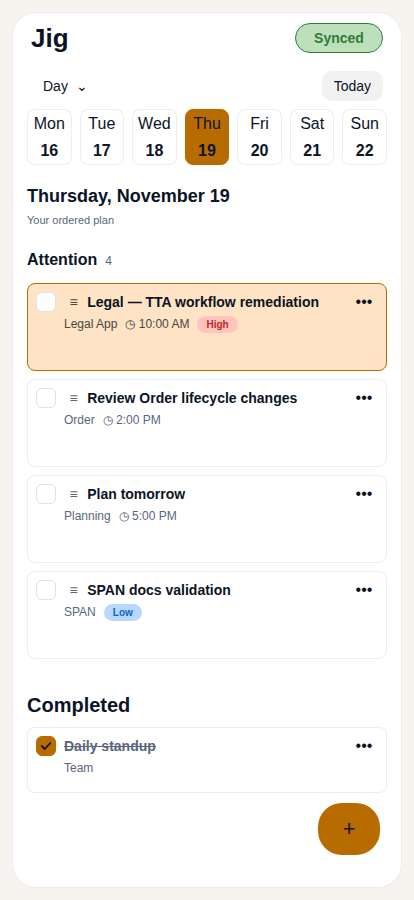 Jig
Synced
Day
Today
Mon Tue Wed Thu Fri Sat Sun
16 17 18 19 20 21 22
Thursday, November 19
Your ordered plan
Attention 4
Legal — TTA workflow remediation
Legal App 10:00 AM High
Review Order lifecycle changes
Order 2:00 PM
Plan tomorrow
Planning 5:00 PM
SPAN docs validation
SPAN Low
Completed
Daily standup
Team
+